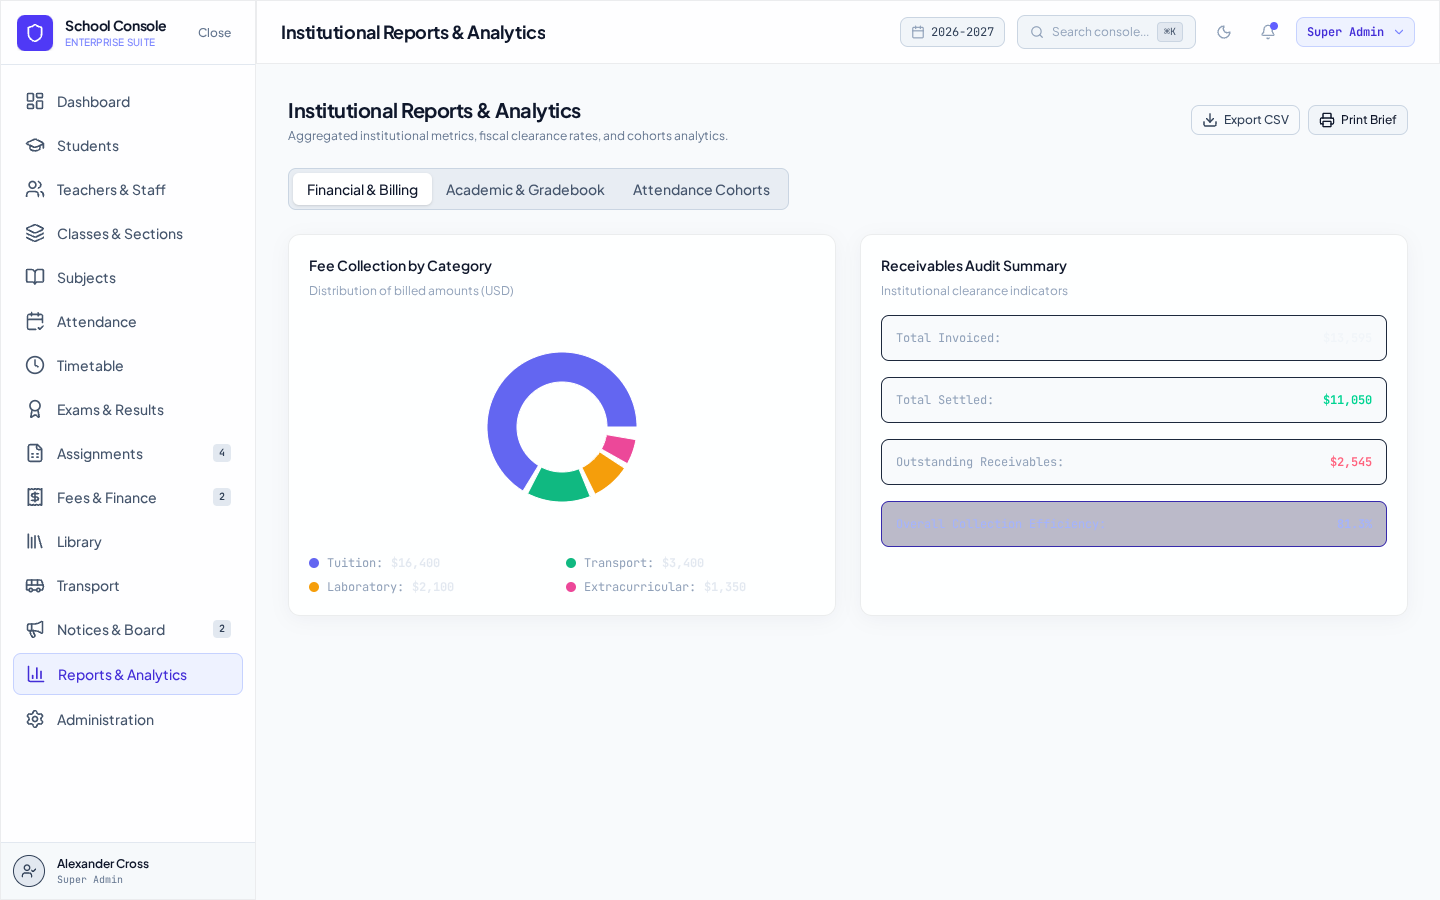 School Console
ENTERPRISE SUITE
Close
Institutional Reports & Analytics
2026-2027
Search console...
⌘K
Super Admin
Dashboard
Students
Teachers & Staff
Classes & Sections
Subjects
Attendance
Timetable
Exams & Results
Assignments
4
Fees & Finance
2
Library
Transport
Notices & Board
2
Reports & Analytics
Administration
Alexander Cross
Super Admin
Institutional Reports & Analytics
Aggregated institutional metrics, fiscal clearance rates, and cohorts analytics.
Export CSV
Print Brief
Financial & Billing
Academic & Gradebook
Attendance Cohorts
Fee Collection by Category
Distribution of billed amounts (USD)
Tuition: $16,400
Transport: $3,400
Laboratory: $2,100
Extracurricular: $1,350
Receivables Audit Summary
Institutional clearance indicators
Total Invoiced:
Total Settled:
$11,050
Outstanding Receivables:
$2,545
Overall Collection Efficiency: